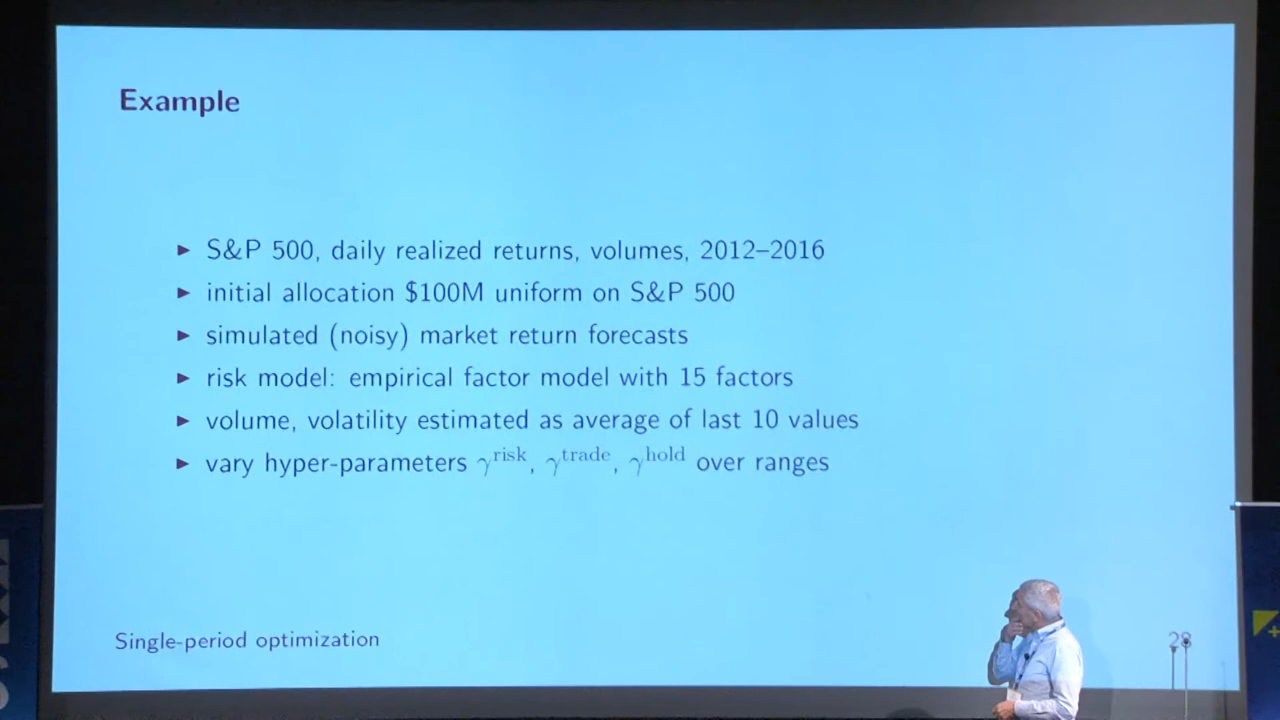 Example
▶ S&P 500, daily realized returns, volumes, 2012–2016
▶ initial allocation $100M uniform on S&P 500
▶ simulated (noisy) market return forecasts
▶ risk model: empirical factor model with 15 factors
▶ volume, volatility estimated as average of last 10 values
▶ vary hyper-parameters γ^risk, γ^trade, γ^hold over ranges
Single-period optimization
28